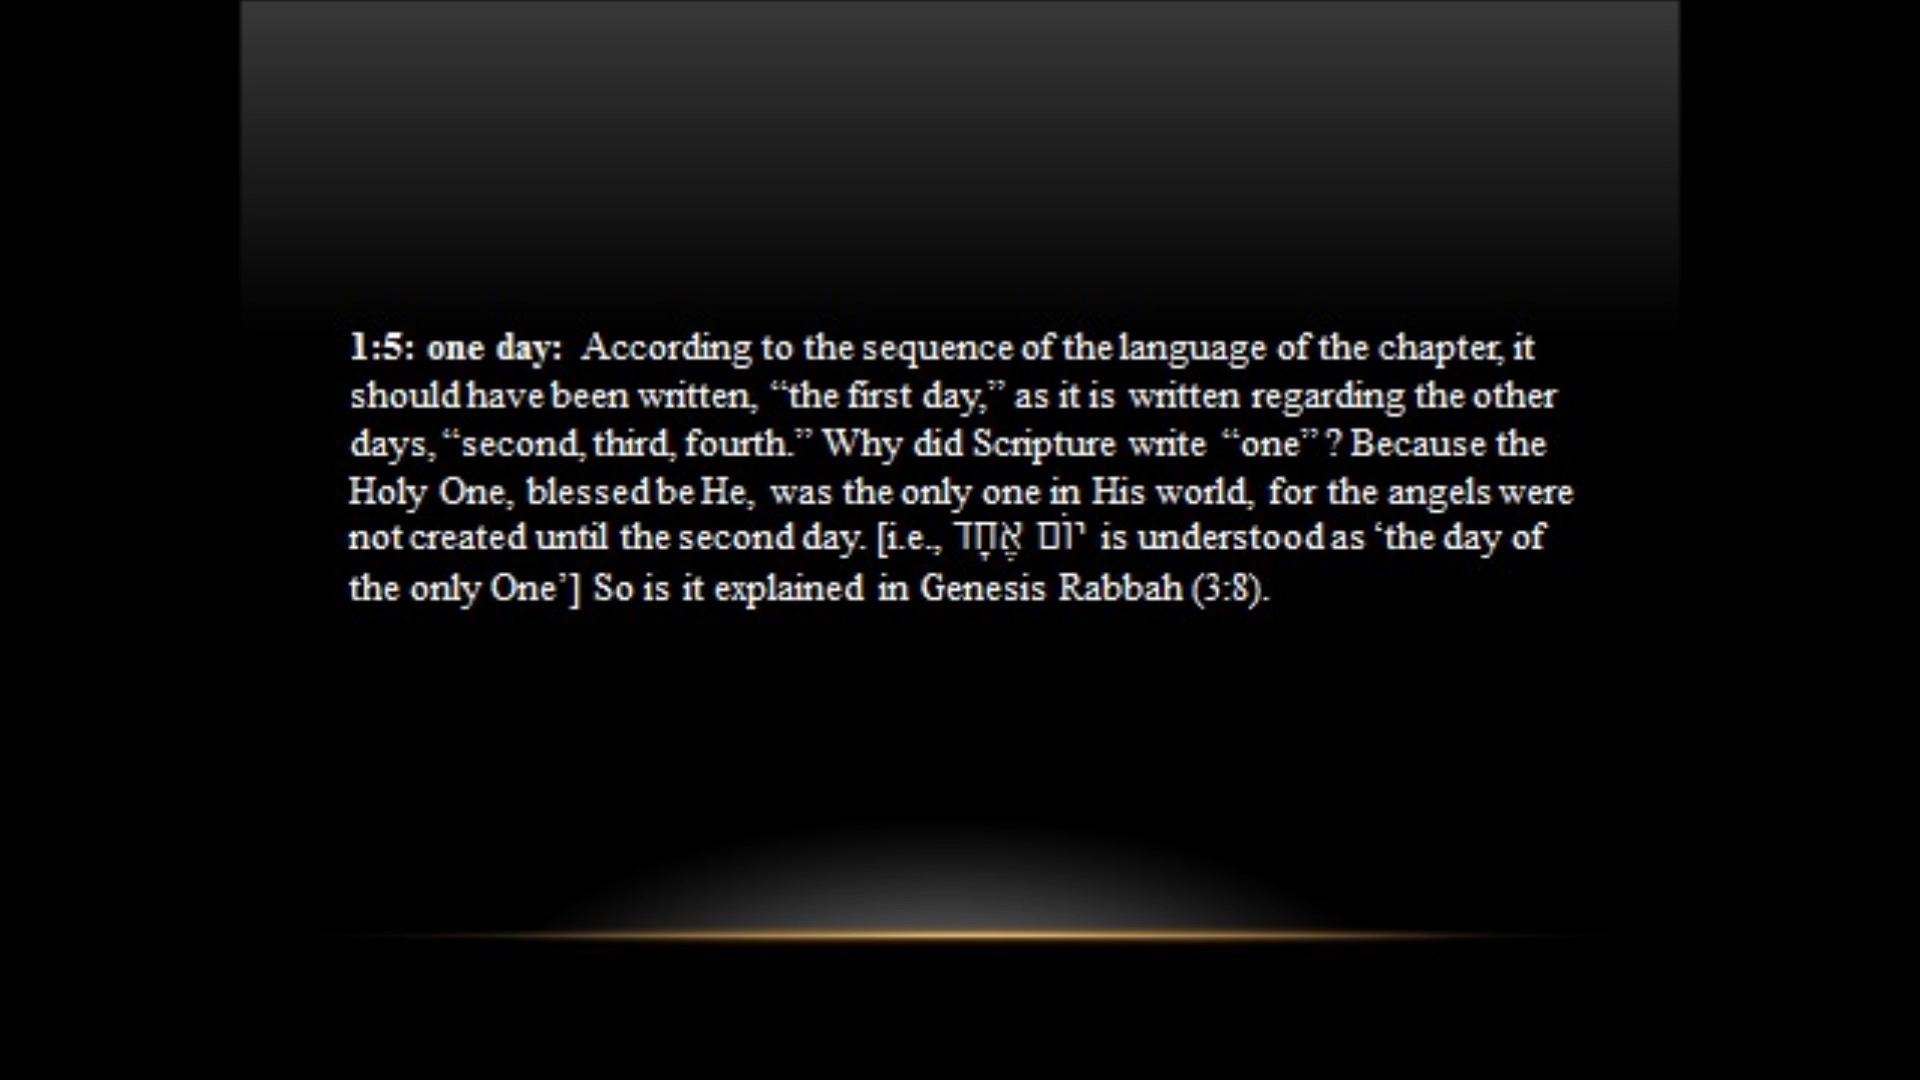 1:5: one day: According to the sequence of the language of the chapter, it
should have been written, “the first day,” as it is written regarding the other
days, “second, third, fourth.” Why did Scripture write “one”? Because the
Holy One, blessed be He, was the only one in His world, for the angels were
not created until the second day. [i.e., יוֹם אֶחָד is understood as ‘the day of
the only One’] So is it explained in Genesis Rabbah (3:8).